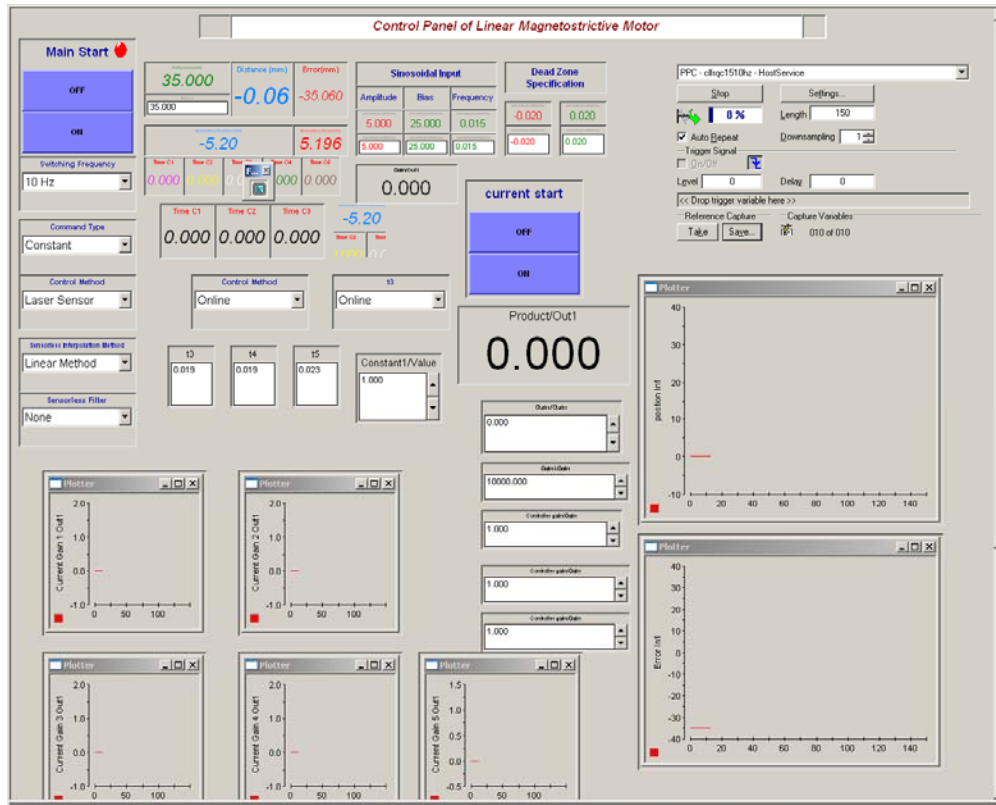 Control Panel of Linear Magnetostrictive Motor
Main Start
OFF
ON
Switching Frequency
10 Hz
Command Type
Constant
Control Method
Laser Sensor
Sensorless Interpolation Method
Linear Method
Sensorless Filter
None
35.000
35.000
Distance (mm)
-0.06
Error(mm)
-35.060
-5.20
5.196
Time C1
0.000
0.000
000
0.000
Time C1 Time C2 Time C3
0.000 0.000 0.000
-5.20
Sinosoidal Input
Amplitude Bias Frequency
5.000 25.000 0.015
5.000 25.000 0.015
Dead Zone
Specification
-0.020 0.020
-0.020 0.020
0.000
current start
OFF
ON
Control Method
Online
t3
Online
Product/Out1
0.000
t3 t4 t5
0.019 0.019 0.023
Constant1/Value
1.000
0.000
10000.000
Controller gain/Gain
1.000
Controller gain/Gain
1.000
Controller gain/Gain
1.000
HostService
Stop Settings...
8 %
Length 150
Auto Repeat
Downsampling 1
Trigger Signal
On/Off
Level 0 Delay 0
<< Drop trigger variable here >>
Reference Capture Capture Variables
Take Save... 010 of 010
Plotter
postion Int
40
30
20
10
0
-10
0 20 40 60 80 100 120 140
Plotter
Error Int
40
30
20
10
0
-10
-20
-30
-40
0 20 40 60 80 100 120 140
Plotter
Current Gain 1 Out1
2.0
1.0
0.0
-1.0
0 50 100
Plotter
Current Gain 2 Out1
2.0
1.0
0.0
-1.0
0 50 100
Plotter
Current Gain 3 Out1
2.0
1.0
0.0
-1.0
0 50 100
Plotter
Current Gain 4 Out1
2.0
1.0
0.0
-1.0
0 50 100
Plotter
Current Gain 5 Out1
1.5
1.0
0.5
0.0
-0.5
0 50 100